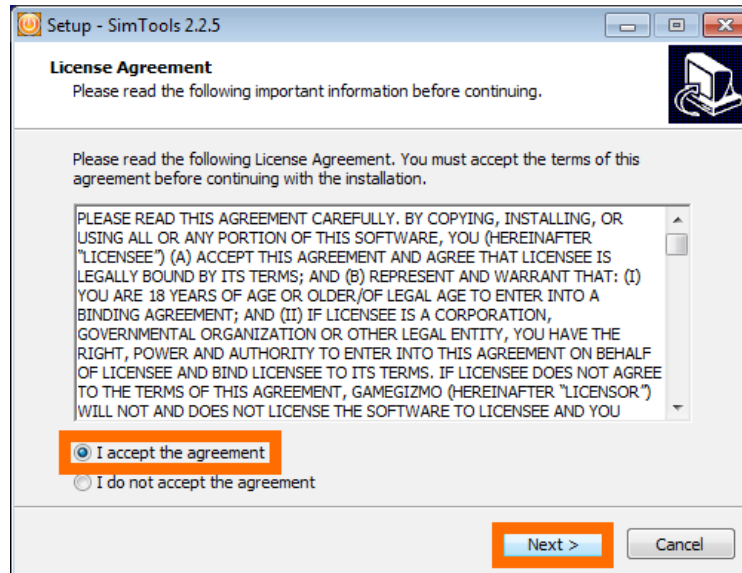 Setup - SimTools 2.2.5
License Agreement
Please read the following important information before continuing.
Please read the following License Agreement. You must accept the terms of this
agreement before continuing with the installation.
PLEASE READ THIS AGREEMENT CAREFULLY. BY COPYING, INSTALLING, OR
USING ALL OR ANY PORTION OF THIS SOFTWARE, YOU (HEREINAFTER
"LICENSEE") (A) ACCEPT THIS AGREEMENT AND AGREE THAT LICENSEE IS
LEGALLY BOUND BY ITS TERMS; AND (B) REPRESENT AND WARRANT THAT: (I)
YOU ARE 18 YEARS OF AGE OR OLDER/OF LEGAL AGE TO ENTER INTO A
BINDING AGREEMENT; AND (II) IF LICENSEE IS A CORPORATION,
GOVERNMENTAL ORGANIZATION OR OTHER LEGAL ENTITY, YOU HAVE THE
RIGHT, POWER AND AUTHORITY TO ENTER INTO THIS AGREEMENT ON BEHALF
OF LICENSEE AND BIND LICENSEE TO ITS TERMS. IF LICENSEE DOES NOT AGREE
TO THE TERMS OF THIS AGREEMENT, GAMEGIZMO (HEREINAFTER "LICENSOR")
WILL NOT AND DOES NOT LICENSE THE SOFTWARE TO LICENSEE AND YOU
I accept the agreement
I do not accept the agreement
Next >
Cancel